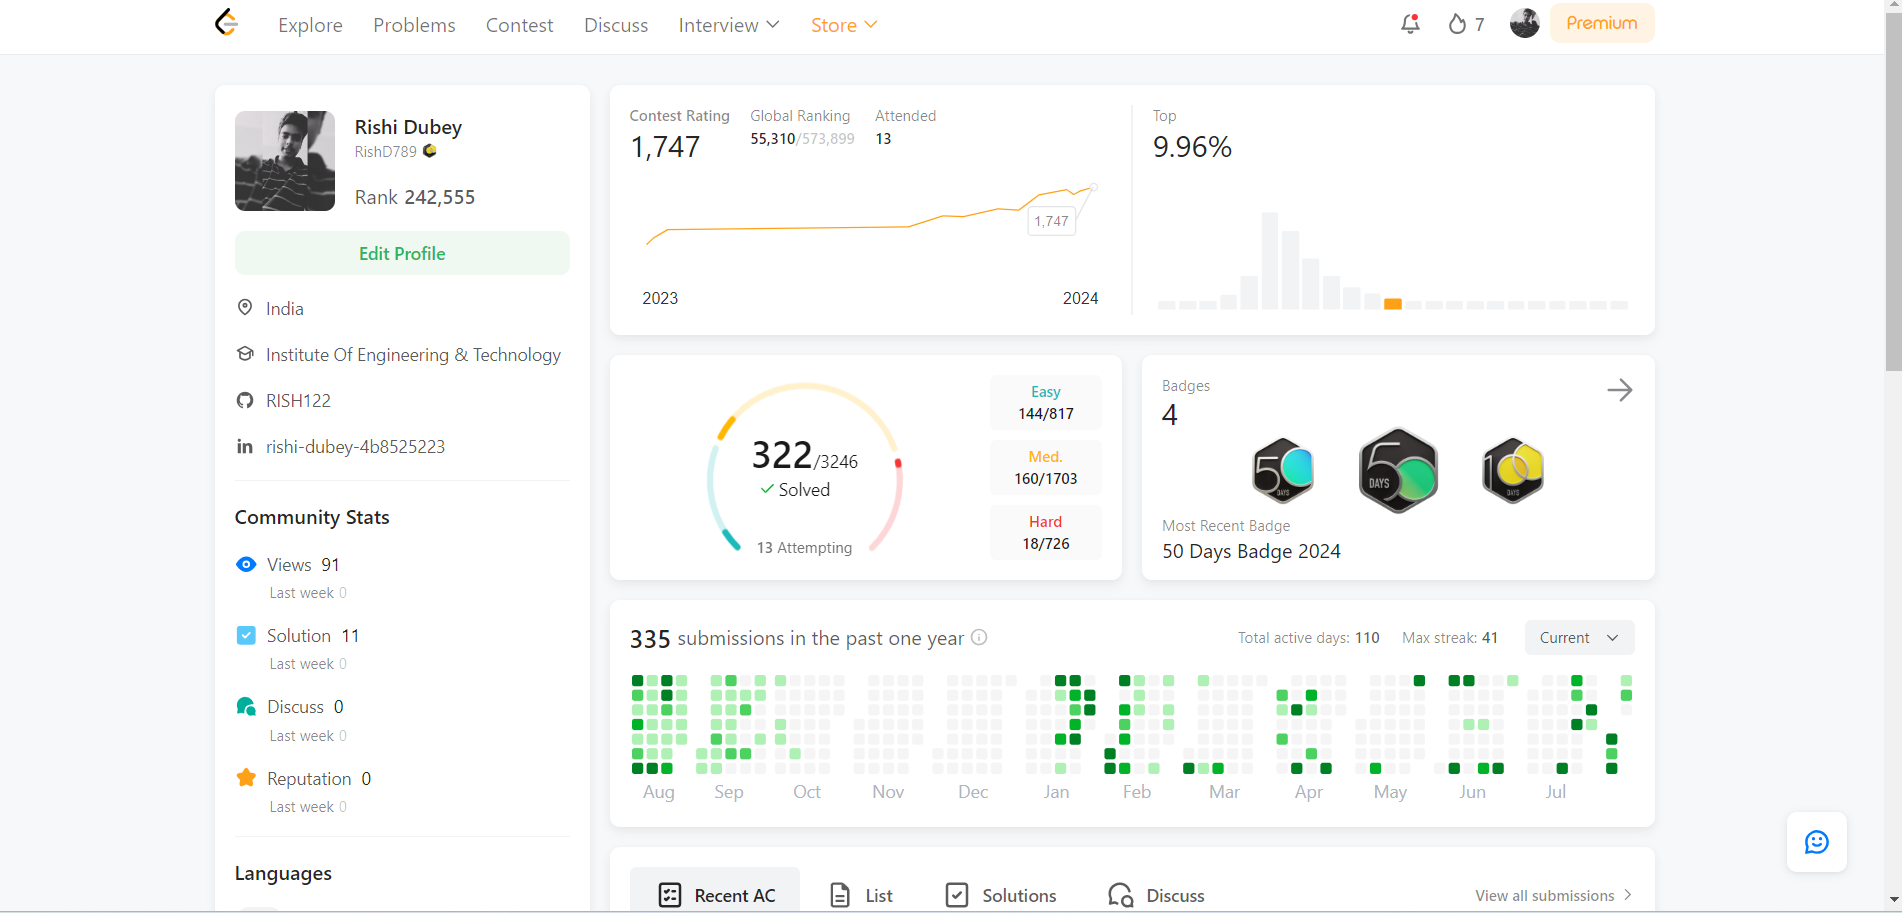 Explore Problems Contest Discuss Interview Store 7 Premium
Rishi Dubey
RishD789
Rank 242,555
Edit Profile
India
Institute Of Engineering & Technology
RISH122
rishi-dubey-4b8525223
Community Stats
Views 91
Last week 0
Solution 11
Last week 0
Discuss 0
Last week 0
Reputation 0
Last week 0
Languages
Contest Rating
1,747
Global Ranking
55,310/573,899
Attended
13
1,747
2023 2024
Top
9.96%
322/3246
Solved
13 Attempting
Easy
144/817
Med.
160/1703
Hard
18/726
Badges
4
50 DAYS
50 DAYS
100 DAYS
Most Recent Badge
50 Days Badge 2024
335 submissions in the past one year
Total active days: 110 Max streak: 41 Current
Aug Sep Oct Nov Dec Jan Feb Mar Apr May Jun Jul
Recent AC List Solutions Discuss View all submissions